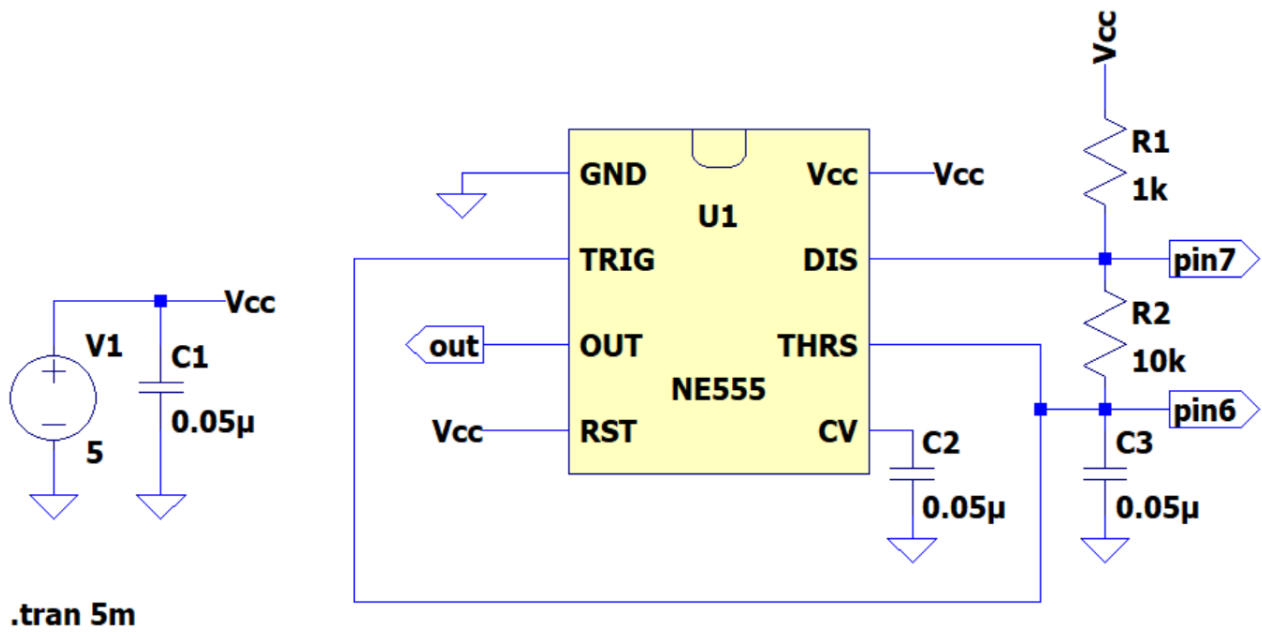 Vcc
R1
1k
GND
Vcc
Vcc
U1
TRIG
DIS
pin7
Vcc
R2
10k
V1
C1
out
OUT
THRS
NE555
pin6
0.05µ
Vcc
RST
CV
C2
C3
5
0.05µ
0.05µ
.tran 5m